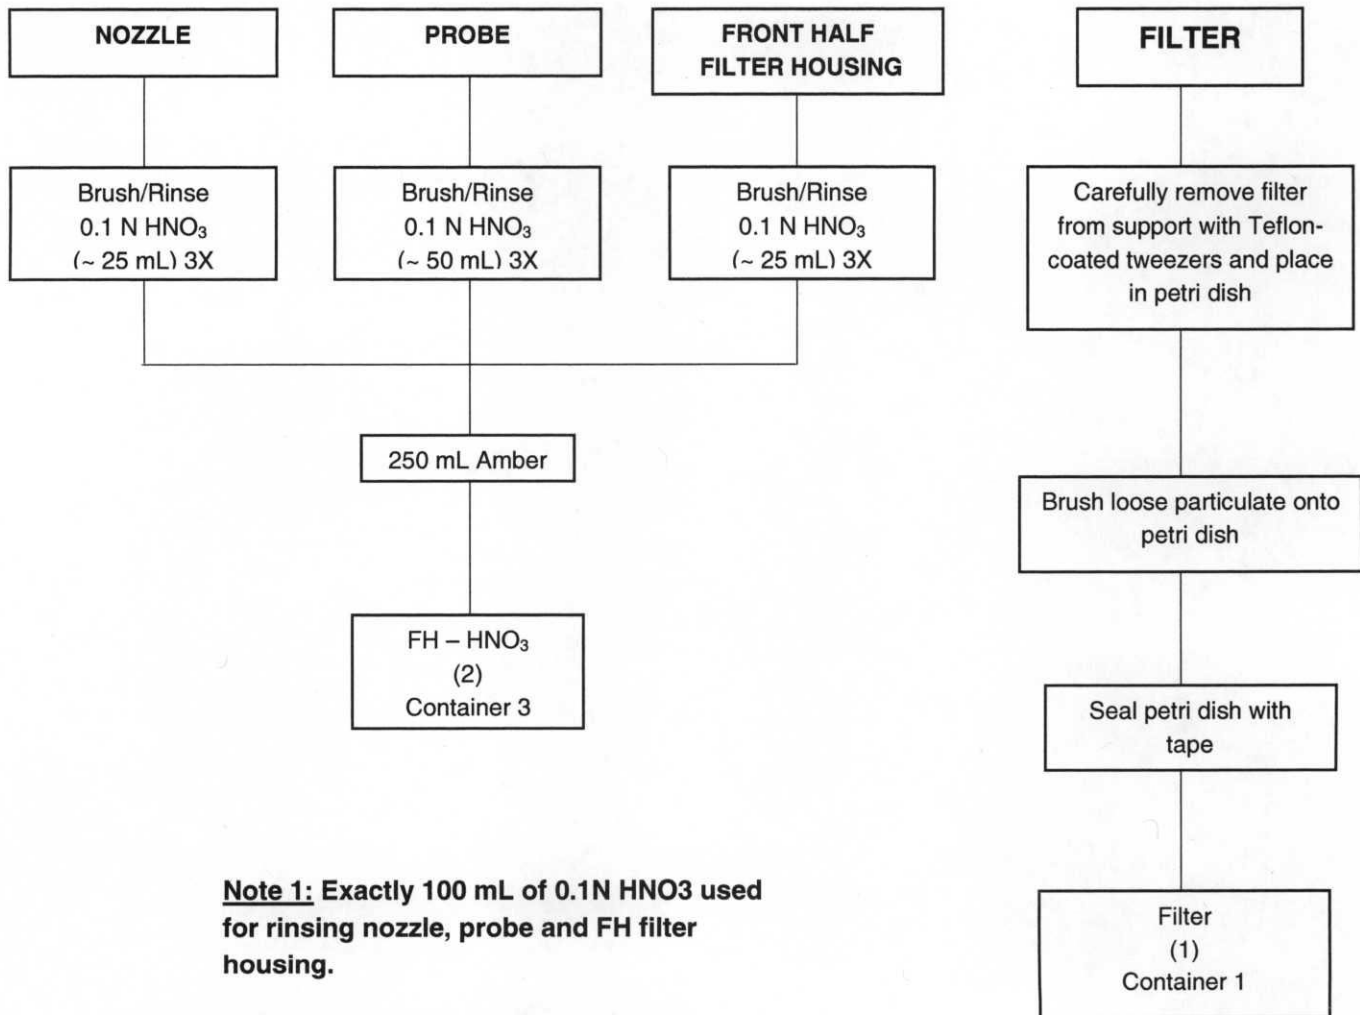 NOZZLE
PROBE
FRONT HALF
FILTER HOUSING
FILTER
Brush/Rinse
0.1 N HNO₃
(~ 25 mL) 3X
Brush/Rinse
0.1 N HNO₃
(~ 50 mL) 3X
Brush/Rinse
0.1 N HNO₃
(~ 25 mL) 3X
Carefully remove filter
from support with Teflon-
coated tweezers and place
in petri dish
250 mL Amber
Brush loose particulate onto
petri dish
FH – HNO₃
(2)
Container 3
Seal petri dish with
tape
Note 1: Exactly 100 mL of 0.1N HNO3 used
for rinsing nozzle, probe and FH filter
housing.
Filter
(1)
Container 1